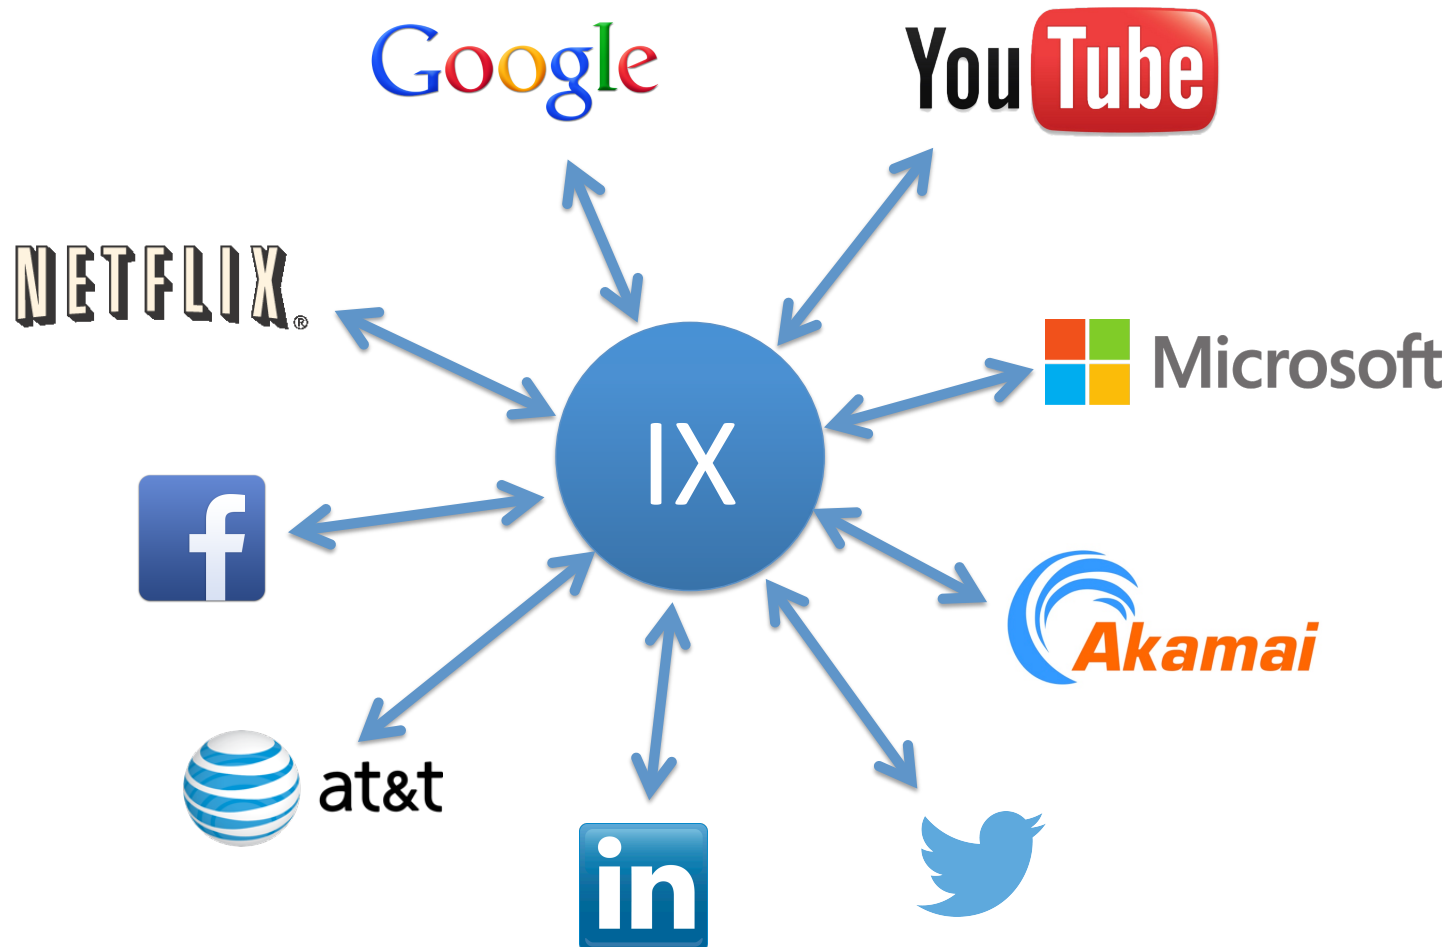 Google
YouTube
NETFLIX®
Microsoft
IX
f
Akamai
at&t
in